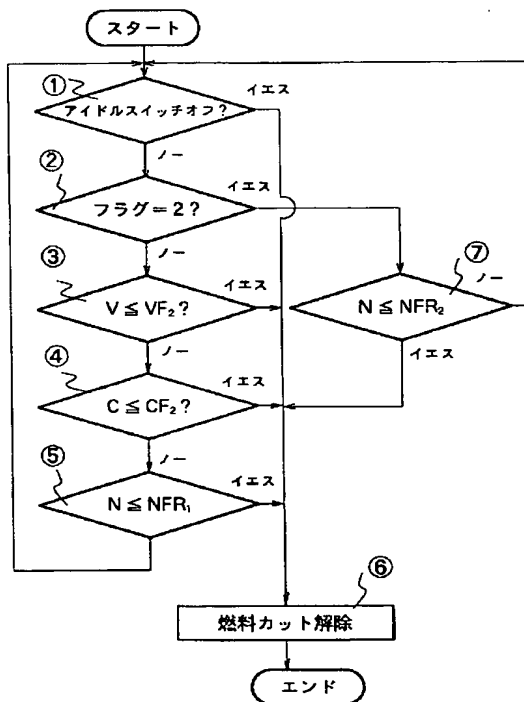 スタート
① イエス
アイドルスイッチオフ?
ノー
② イエス
フラグ=2?
ノー
③ イエス
V≦VF₂?
ノー
⑦ ノー
N≦NFR₂
イエス
④ イエス
C≦CF₂?
ノー
⑤ イエス
N≦NFR₁
⑥
燃料カット解除
エンド